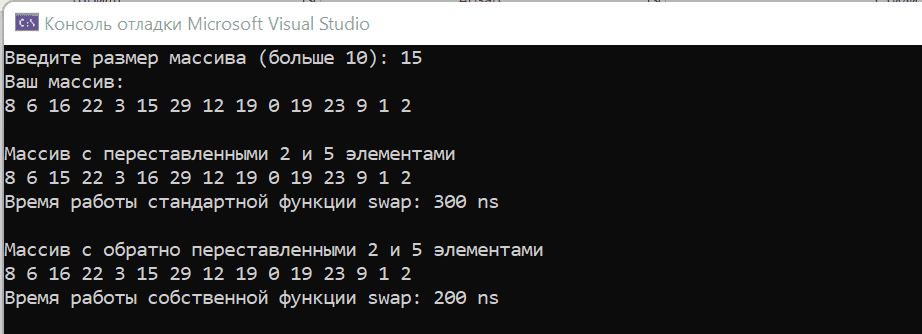 Консоль отладки Microsoft Visual Studio
Введите размер массива (больше 10): 15
Ваш массив:
8 6 16 22 3 15 29 12 19 0 19 23 9 1 2
Массив с переставленными 2 и 5 элементами
8 6 15 22 3 16 29 12 19 0 19 23 9 1 2
Время работы стандартной функции swap: 300 ns
Массив с обратно переставленными 2 и 5 элементами
8 6 16 22 3 15 29 12 19 0 19 23 9 1 2
Время работы собственной функции swap: 200 ns